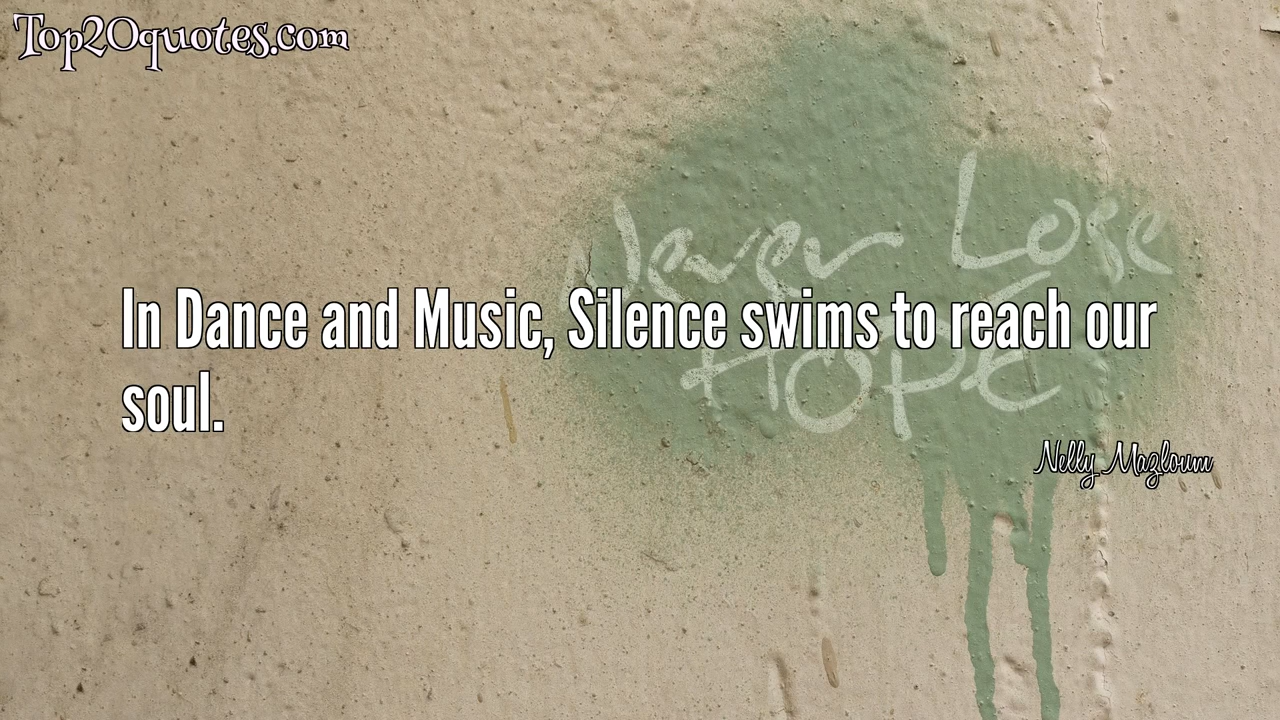 Top20quotes.com
Never Lose
HOPE
In Dance and Music, Silence swims to reach our
soul.
Nelly Mazloum